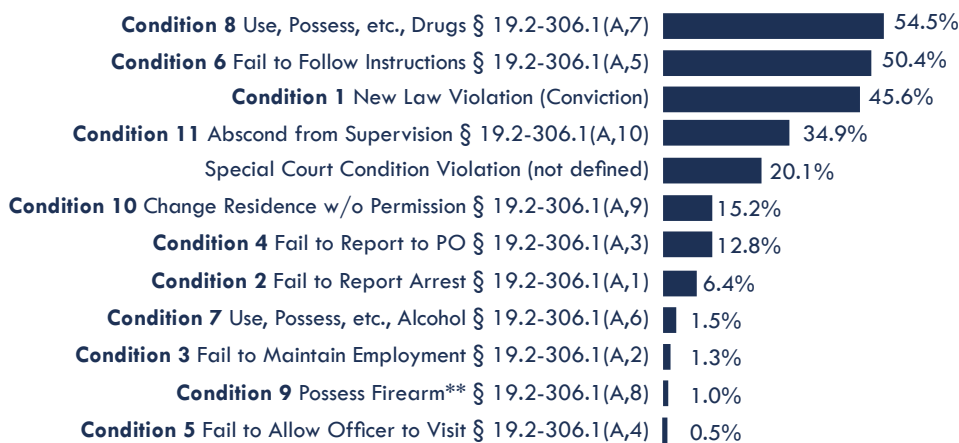 Condition 8 Use, Possess, etc., Drugs § 19.2-306.1(A,7) 54.5%
Condition 6 Fail to Follow Instructions § 19.2-306.1(A,5) 50.4%
Condition 1 New Law Violation (Conviction) 45.6%
Condition 11 Abscond from Supervision § 19.2-306.1(A,10) 34.9%
Special Court Condition Violation (not defined) 20.1%
Condition 10 Change Residence w/o Permission § 19.2-306.1(A,9) 15.2%
Condition 4 Fail to Report to PO § 19.2-306.1(A,3) 12.8%
Condition 2 Fail to Report Arrest § 19.2-306.1(A,1) 6.4%
Condition 7 Use, Possess, etc., Alcohol § 19.2-306.1(A,6) 1.5%
Condition 3 Fail to Maintain Employment § 19.2-306.1(A,2) 1.3%
Condition 9 Possess Firearm** § 19.2-306.1(A,8) 1.0%
Condition 5 Fail to Allow Officer to Visit § 19.2-306.1(A,4) 0.5%